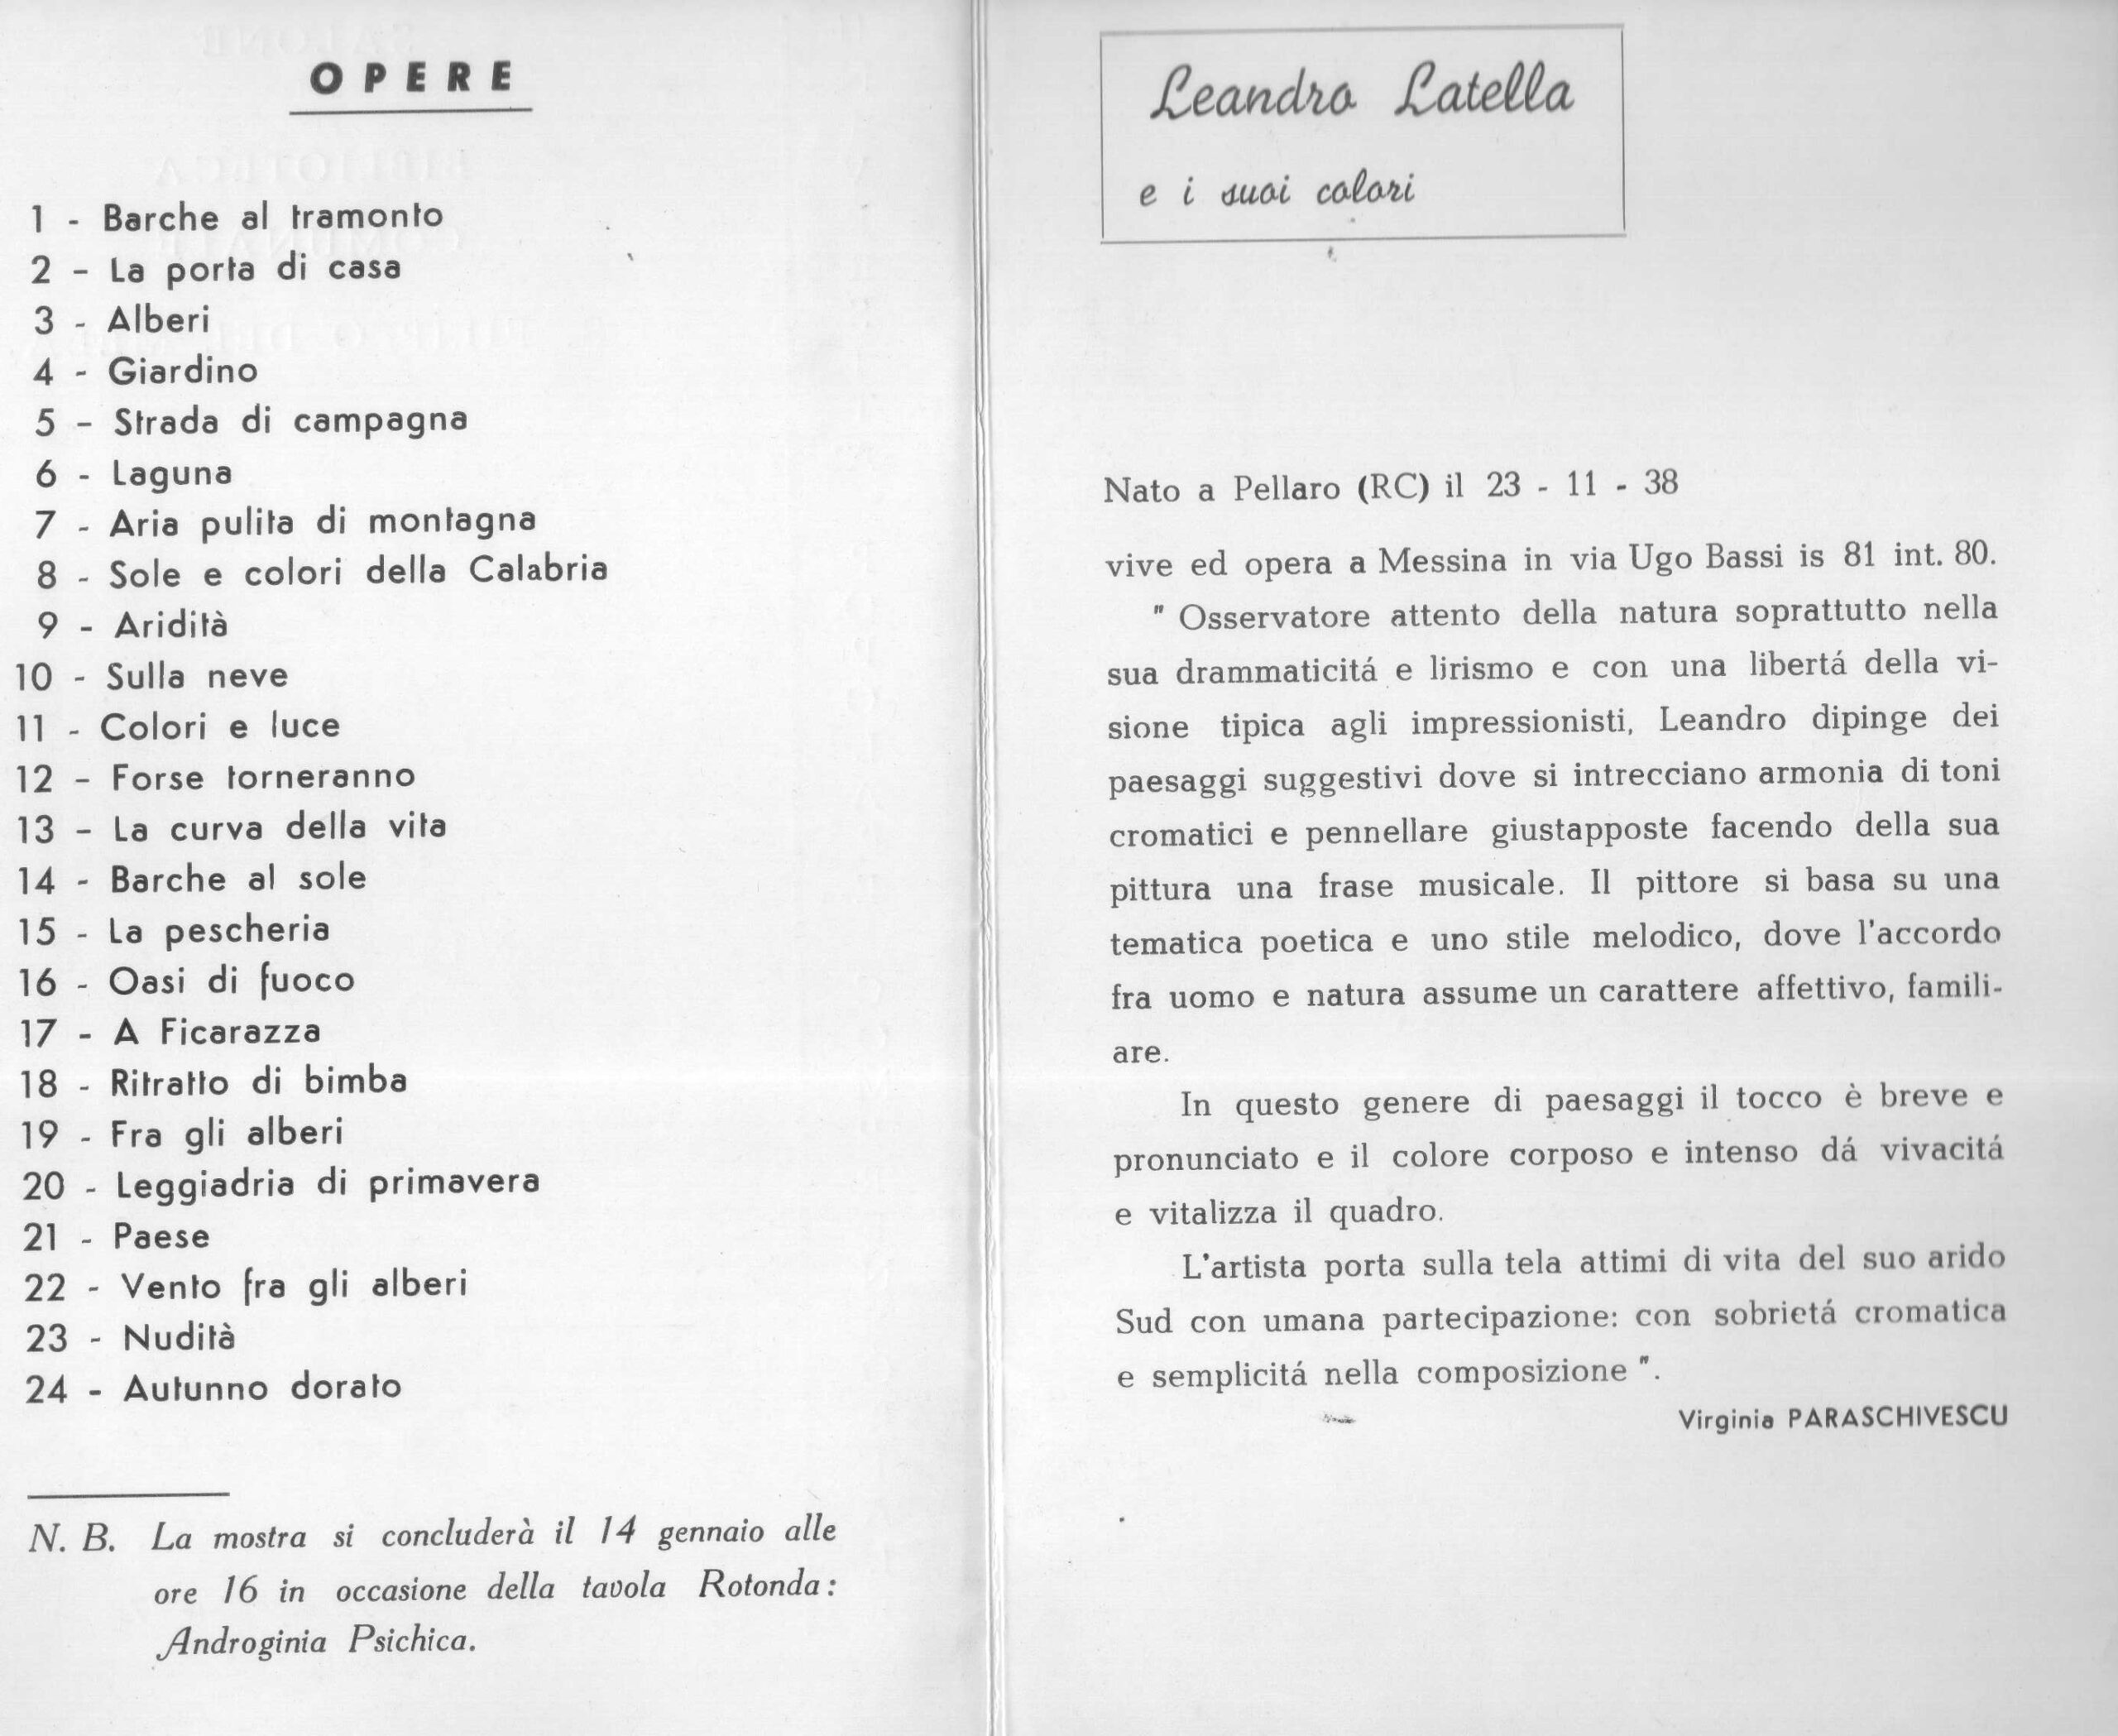 OPERE
1 - Barche al tramonto
2 - La porta di casa
3 - Alberi
4 - Giardino
5 - Strada di campagna
6 - Laguna
7 - Aria pulita di montagna
8 - Sole e colori della Calabria
9 - Aridità
10 - Sulla neve
11 - Colori e luce
12 - Forse torneranno
13 - La curva della vita
14 - Barche al sole
15 - La pescheria
16 - Oasi di fuoco
17 - A Ficarazza
18 - Ritratto di bimba
19 - Fra gli alberi
20 - Leggiadria di primavera
21 - Paese
22 - Vento fra gli alberi
23 - Nudità
24 - Autunno dorato
N. B. La mostra si concluderà il 14 gennaio alle
ore 16 in occasione della tavola Rotonda:
Androginia Psichica.
Leandro Latella
e i suoi colori
Nato a Pellaro (RC) il 23 - 11 - 38
vive ed opera a Messina in via Ugo Bassi is 81 int. 80.
" Osservatore attento della natura soprattutto nella
sua drammaticitá e lirismo e con una libertá della vi-
sione tipica agli impressionisti, Leandro dipinge dei
paesaggi suggestivi dove si intrecciano armonia di toni
cromatici e pennellare giustapposte facendo della sua
pittura una frase musicale. Il pittore si basa su una
tematica poetica e uno stile melodico, dove l'accordo
fra uomo e natura assume un carattere affettivo, famili-
are.
In questo genere di paesaggi il tocco è breve e
pronunciato e il colore corposo e intenso dá vivacitá
e vitalizza il quadro.
L'artista porta sulla tela attimi di vita del suo arido
Sud con umana partecipazione: con sobrietá cromatica
e semplicitá nella composizione ".
Virginia PARASCHIVESCU